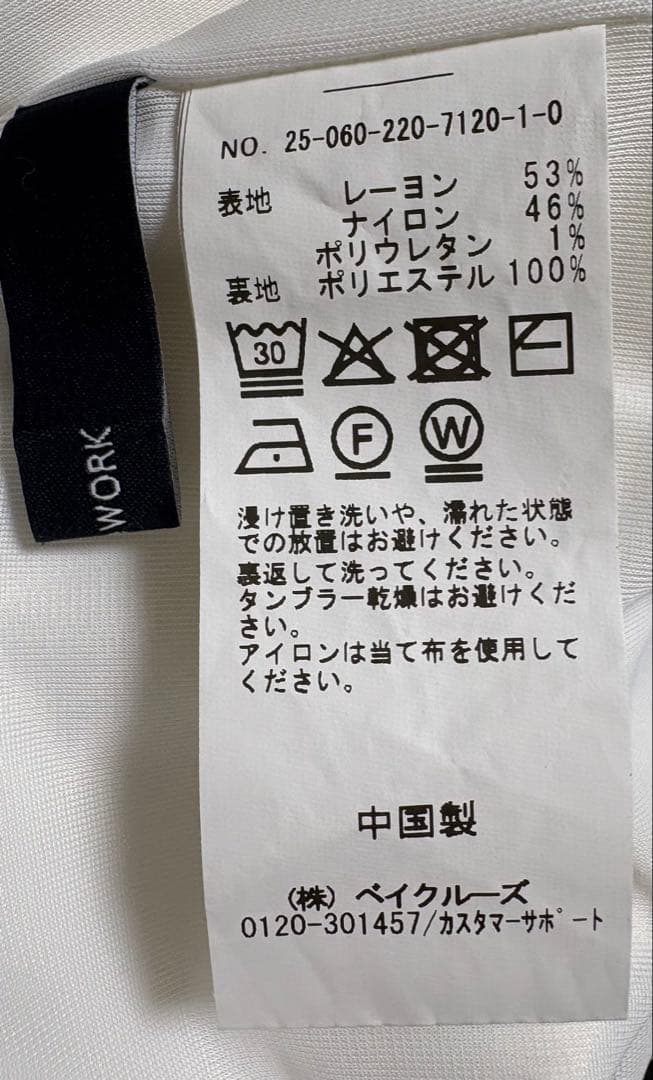 NO. 25-060-220-7120-1-0
表地 レーヨン 53%
ナイロン 46%
ポリウレタン 1%
裏地 ポリエステル 100%
30
F W
浸け置き洗いや、濡れた状態
での放置はお避けください。
裏返して洗ってください。
タンブラー乾燥はお避けくだ
さい。
アイロンは当て布を使用して
ください。
中国製
(株) ベイクルーズ
0120-301457/カスタマーサポート
WORK